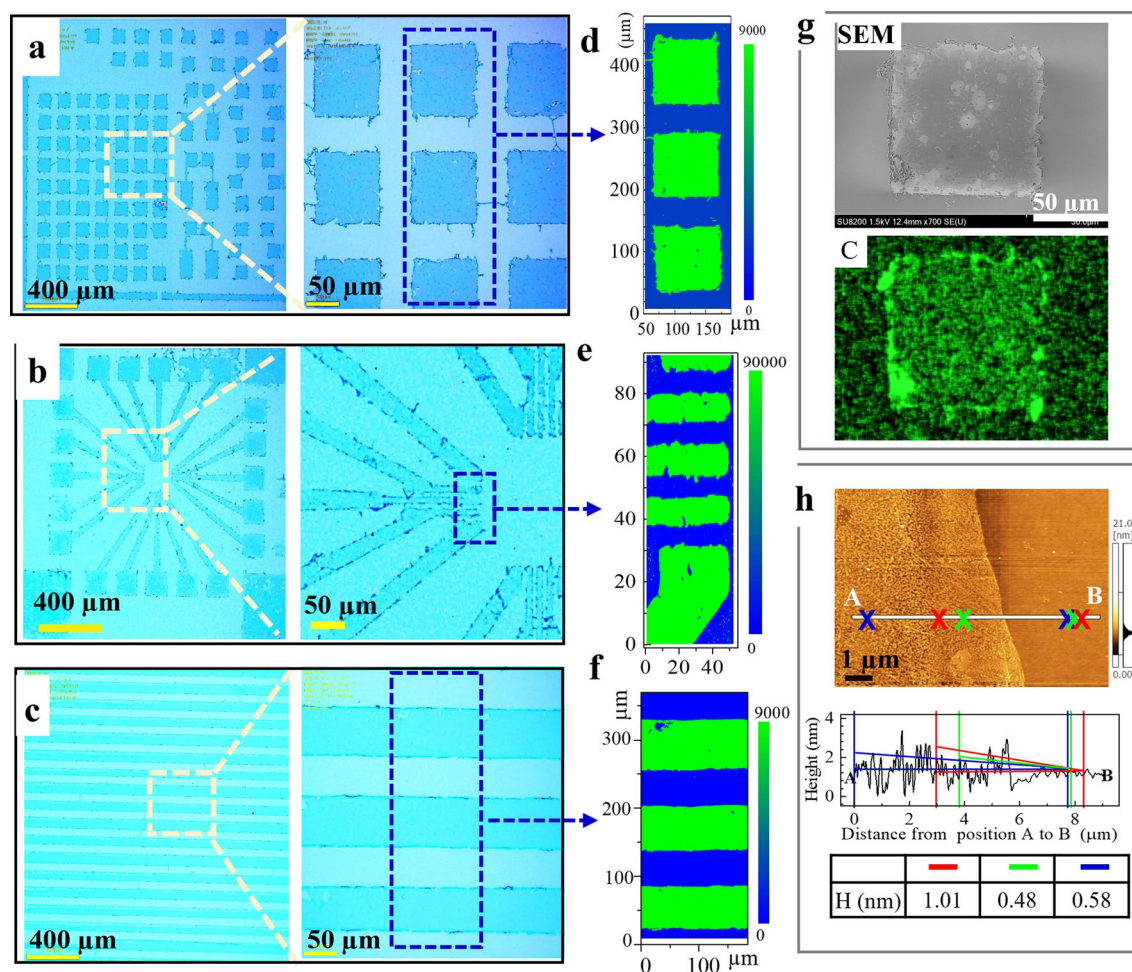 a
400 µm
50 µm
d
(µm)
400
300
200
100
0
50 100 150
µm
9000
0
b
400 µm
50 µm
e
80
60
40
20
0
0 20 40
90000
0
c
400 µm
50 µm
f
µm
300
200
100
0
0 100
µm
9000
0
g
SEM
50 µm
SU8200 1.5kV 12.4mm x700 SE(U)
50.0µm
C
h
A
B
1 µm
21.0
[nm]
0.00
Height (nm)
4
2
0
A
B
0 2 4 6 8
Distance from position A to B (µm)
H (nm) 1.01 0.48 0.58